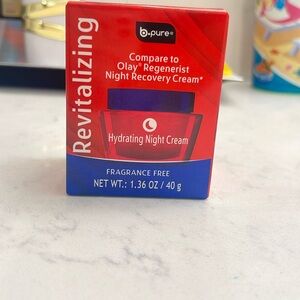 b·pure®
Revitalizing
Compare to
Olay® Regenerist
Night Recovery Cream*
Hydrating Night Cream
FRAGRANCE FREE
NET WT.: 1.36 OZ / 40 g